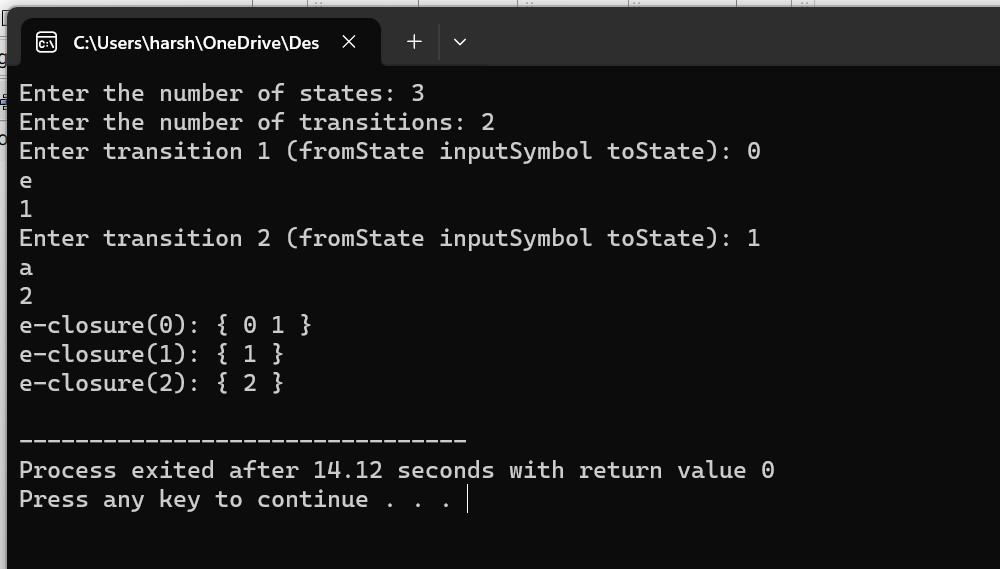 C:\Users\harsh\OneDrive\Des
Enter the number of states: 3
Enter the number of transitions: 2
Enter transition 1 (fromState inputSymbol toState): 0
e
1
Enter transition 2 (fromState inputSymbol toState): 1
a
2
e-closure(0): { 0 1 }
e-closure(1): { 1 }
e-closure(2): { 2 }
--------------------------------
Process exited after 14.12 seconds with return value 0
Press any key to continue . . .